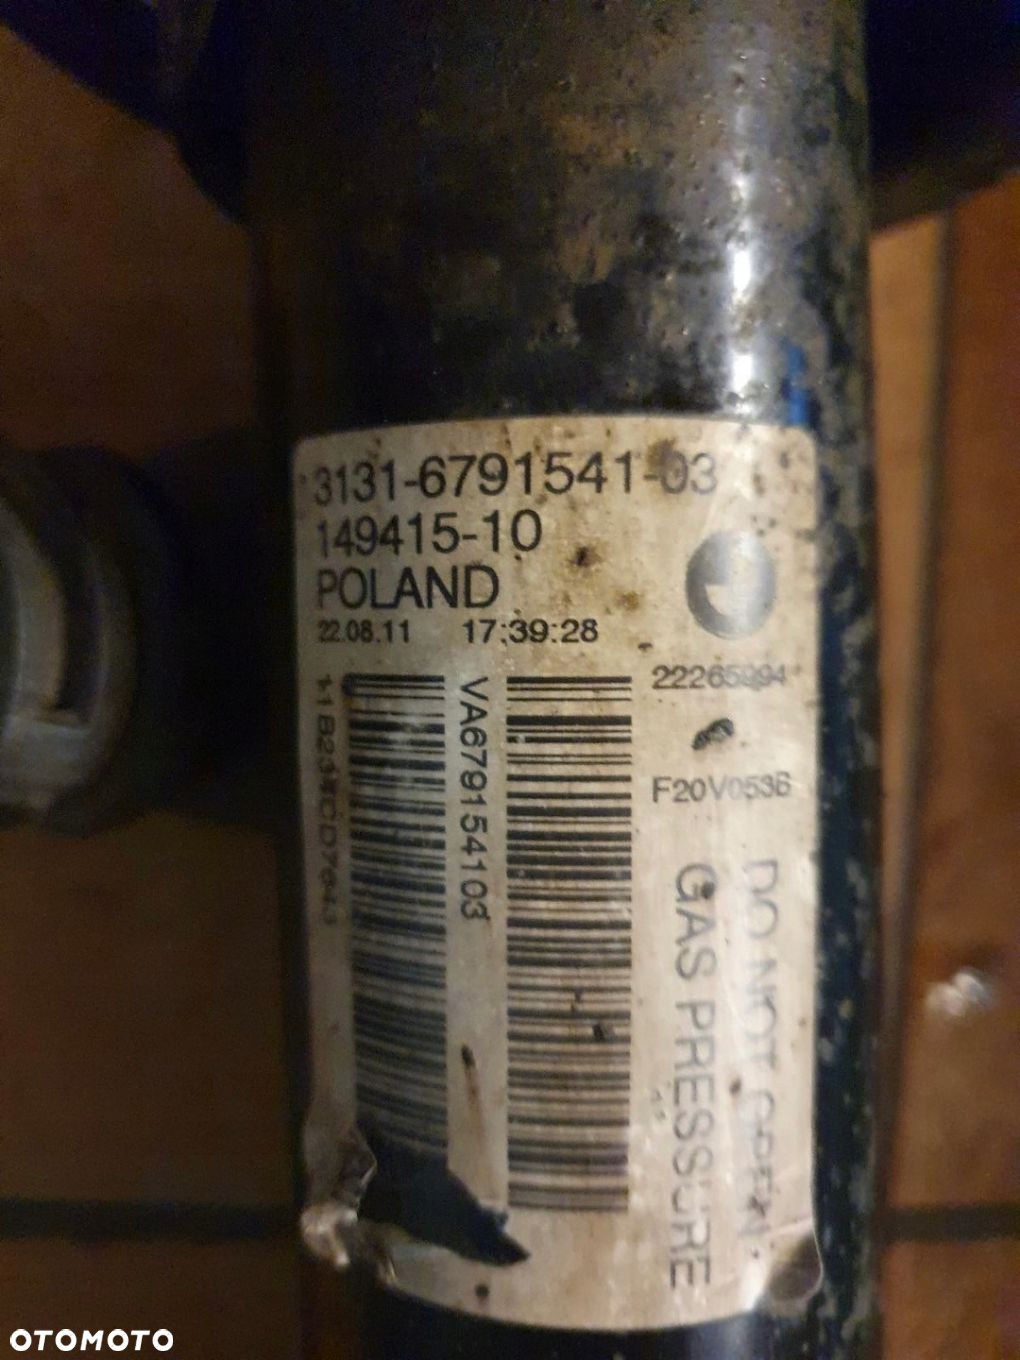 3131-6791541-03
149415-10
POLAND
22.08.11 17:39:28
22265994
F20V053B
VA679154103
GAS PRESSURE
DO NOT OPEN
OTOMOTO